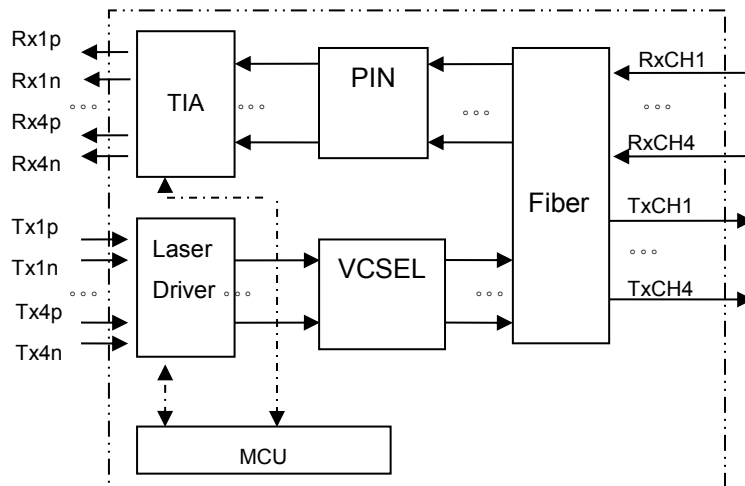 Rx1p
Rx1n
Rx4p
Rx4n
TIA
PIN
Fiber
RxCH1
RxCH4
TxCH1
TxCH4
Tx1p
Tx1n
Tx4p
Tx4n
Laser
Driver
VCSEL
MCU